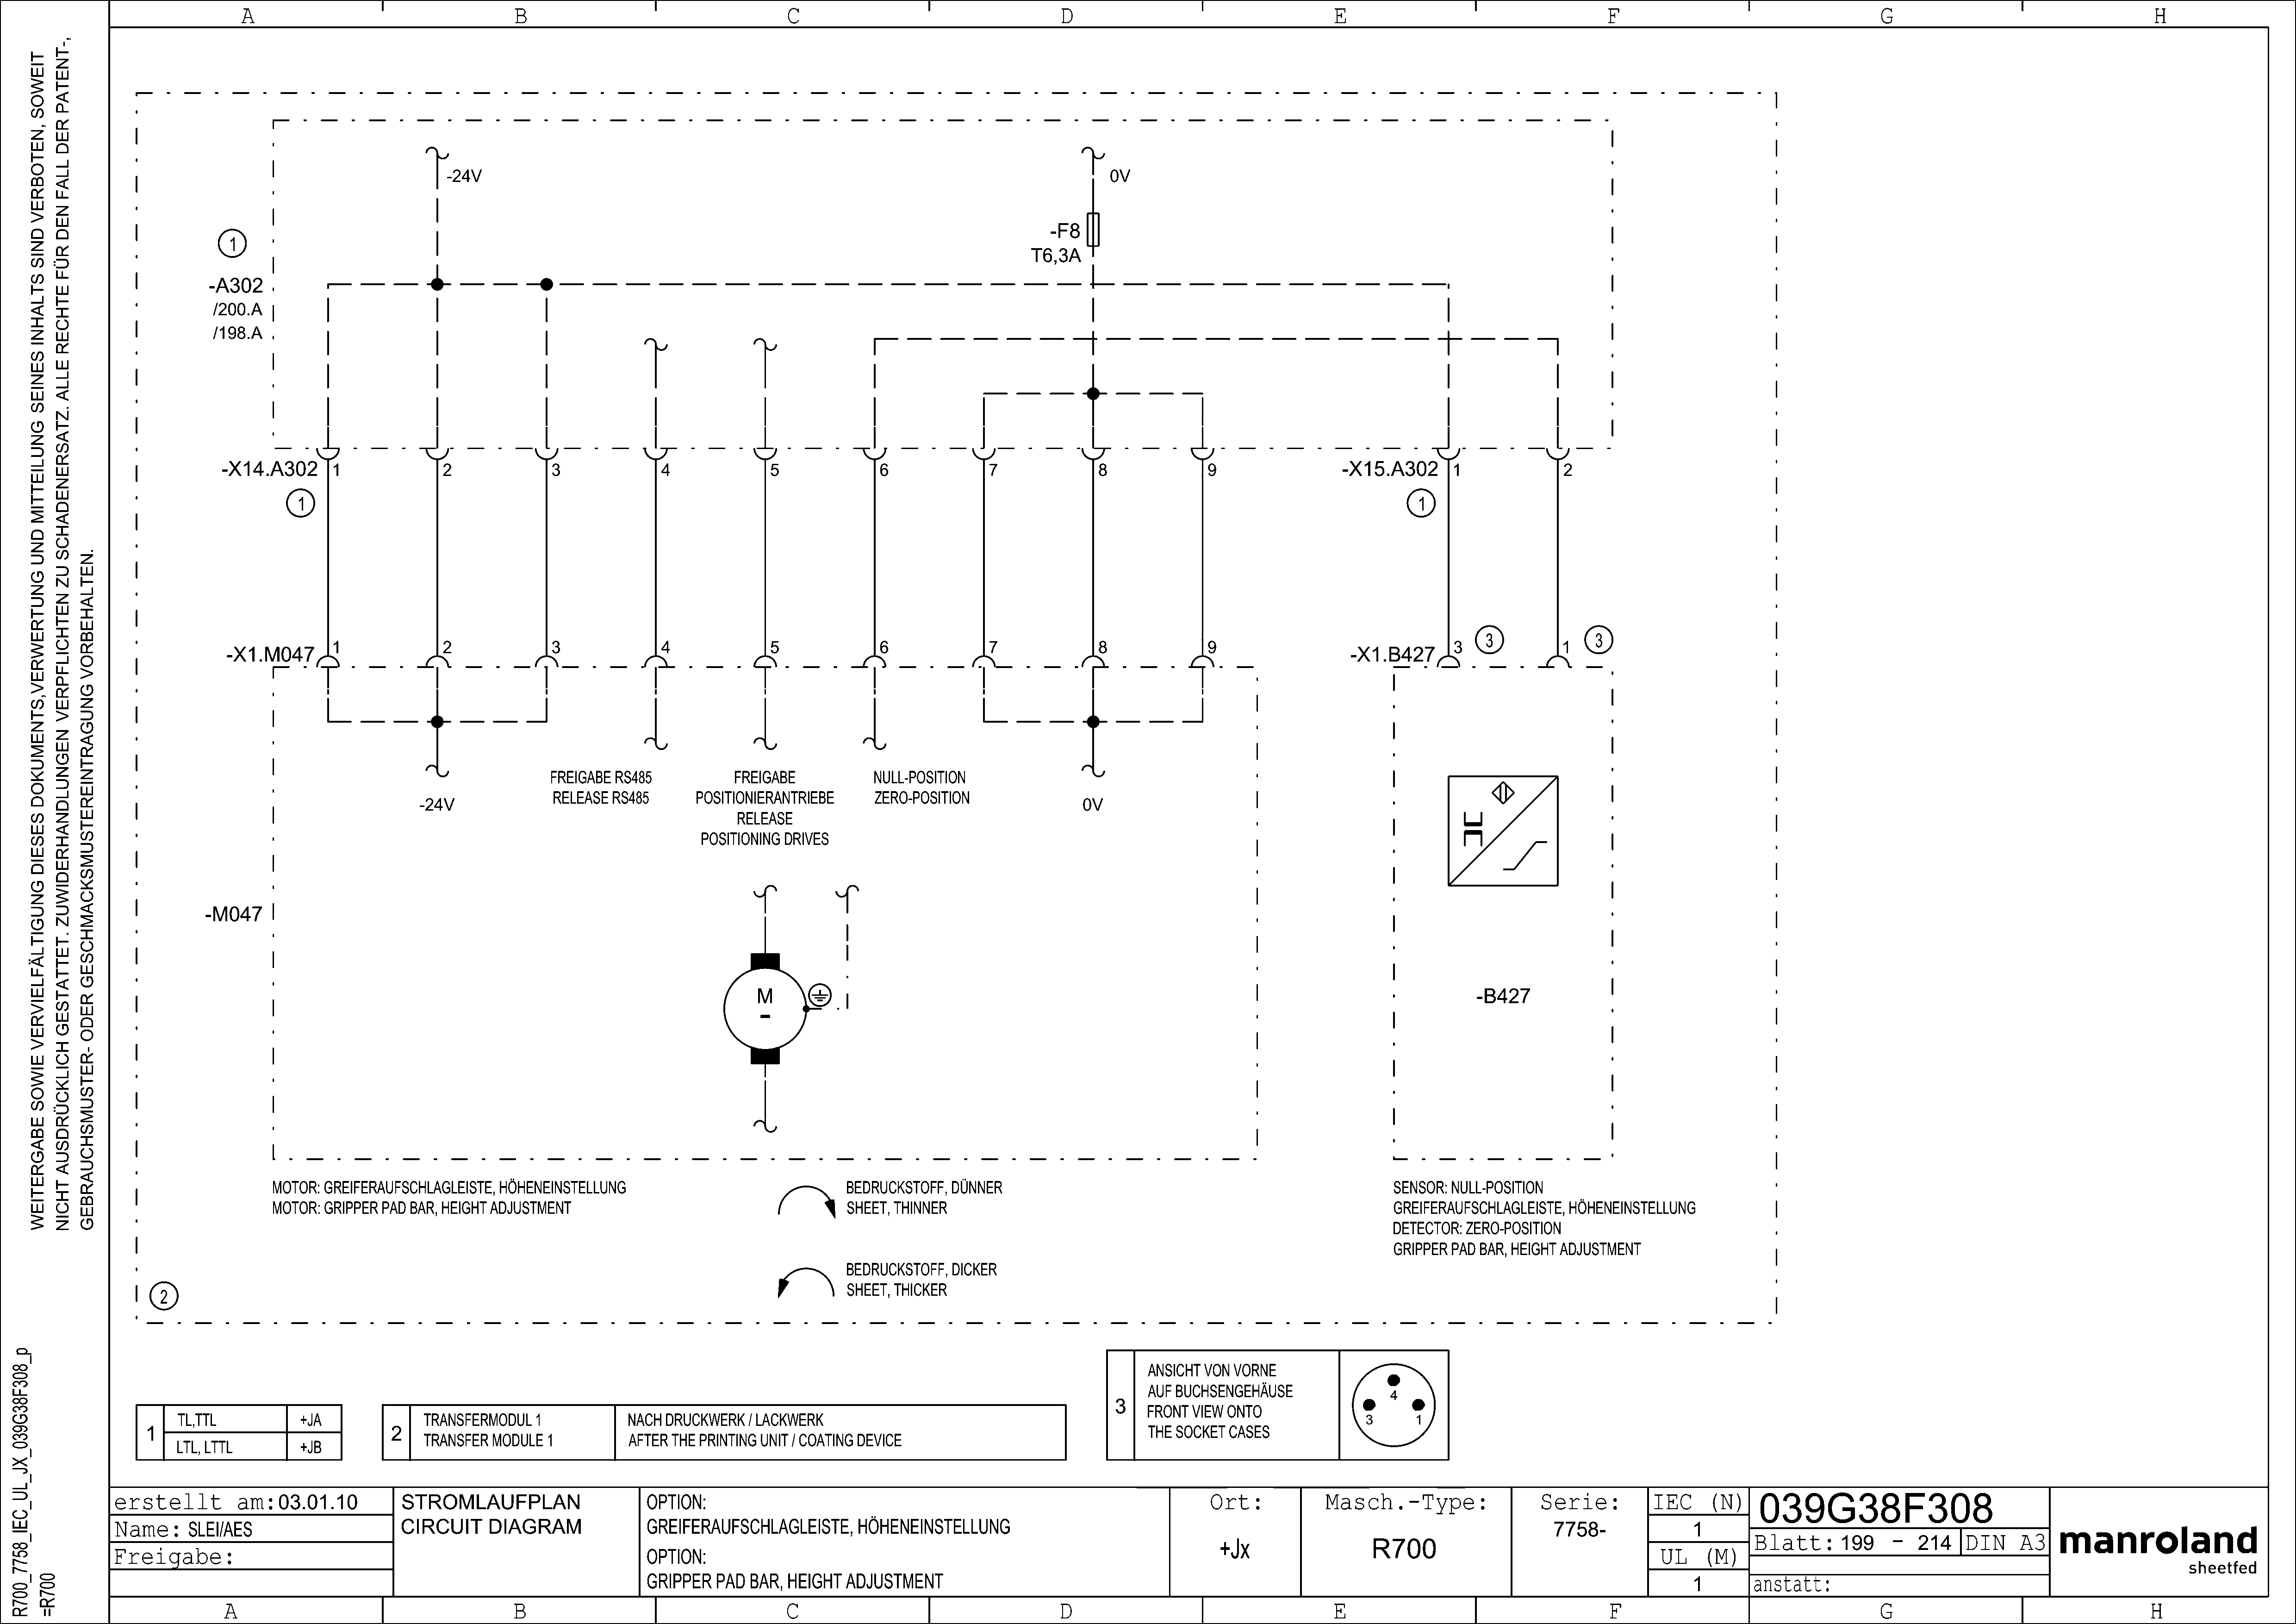 A B C D E F G H
WEITERGABE SOWIE VERVIELFÄLTIGUNG DIESES DOKUMENTS,VERWERTUNG UND MITTEILUNG SEINES INHALTS SIND VERBOTEN, SOWEIT
NICHT AUSDRÜCKLICH GESTATTET. ZUWIDERHANDLUNGEN VERPFLICHTEN ZU SCHADENERSATZ. ALLE RECHTE FÜR DEN FALL DER PATENT-,
GEBRAUCHSMUSTER- ODER GESCHMACKSMUSTEREINTRAGUNG VORBEHALTEN.
R700_7758_IEC_UL_JX_039G38F308_p
=R700
-24V
0V
-F8
T6,3A
1
-A302
/200.A
/198.A
-X14.A302 1 2 3 4 5 6 7 8 9
-X15.A302 1 2
1
1
-X1.M047 1 2 3 4 5 6 7 8 9
-X1.B427 3 3 1 3
-24V
FREIGABE RS485
RELEASE RS485
FREIGABE
POSITIONIERANTRIEBE
RELEASE
POSITIONING DRIVES
NULL-POSITION
ZERO-POSITION
0V
-M047
M
-
-B427
MOTOR: GREIFERAUFSCHLAGLEISTE, HÖHENEINSTELLUNG
MOTOR: GRIPPER PAD BAR, HEIGHT ADJUSTMENT
BEDRUCKSTOFF, DÜNNER
SHEET, THINNER
BEDRUCKSTOFF, DICKER
SHEET, THICKER
SENSOR: NULL-POSITION
GREIFERAUFSCHLAGLEISTE, HÖHENEINSTELLUNG
DETECTOR: ZERO-POSITION
GRIPPER PAD BAR, HEIGHT ADJUSTMENT
2
1
TL,TTL +JA
LTL, LTTL +JB
2
TRANSFERMODUL 1
TRANSFER MODULE 1
NACH DRUCKWERK / LACKWERK
AFTER THE PRINTING UNIT / COATING DEVICE
3
ANSICHT VON VORNE
AUF BUCHSENGEHÄUSE
FRONT VIEW ONTO
THE SOCKET CASES
4
3 1
erstellt am: 03.01.10
Name: SLEI/AES
Freigabe:
STROMLAUFPLAN
CIRCUIT DIAGRAM
OPTION:
GREIFERAUFSCHLAGLEISTE, HÖHENEINSTELLUNG
OPTION:
GRIPPER PAD BAR, HEIGHT ADJUSTMENT
Ort:
+Jx
Masch.-Type:
R700
Serie:
7758-
IEC (N)
1
UL (M)
1
039G38F308
Blatt: 199 - 214 DIN A3
anstatt:
manroland
sheetfed
A B C D E F G H